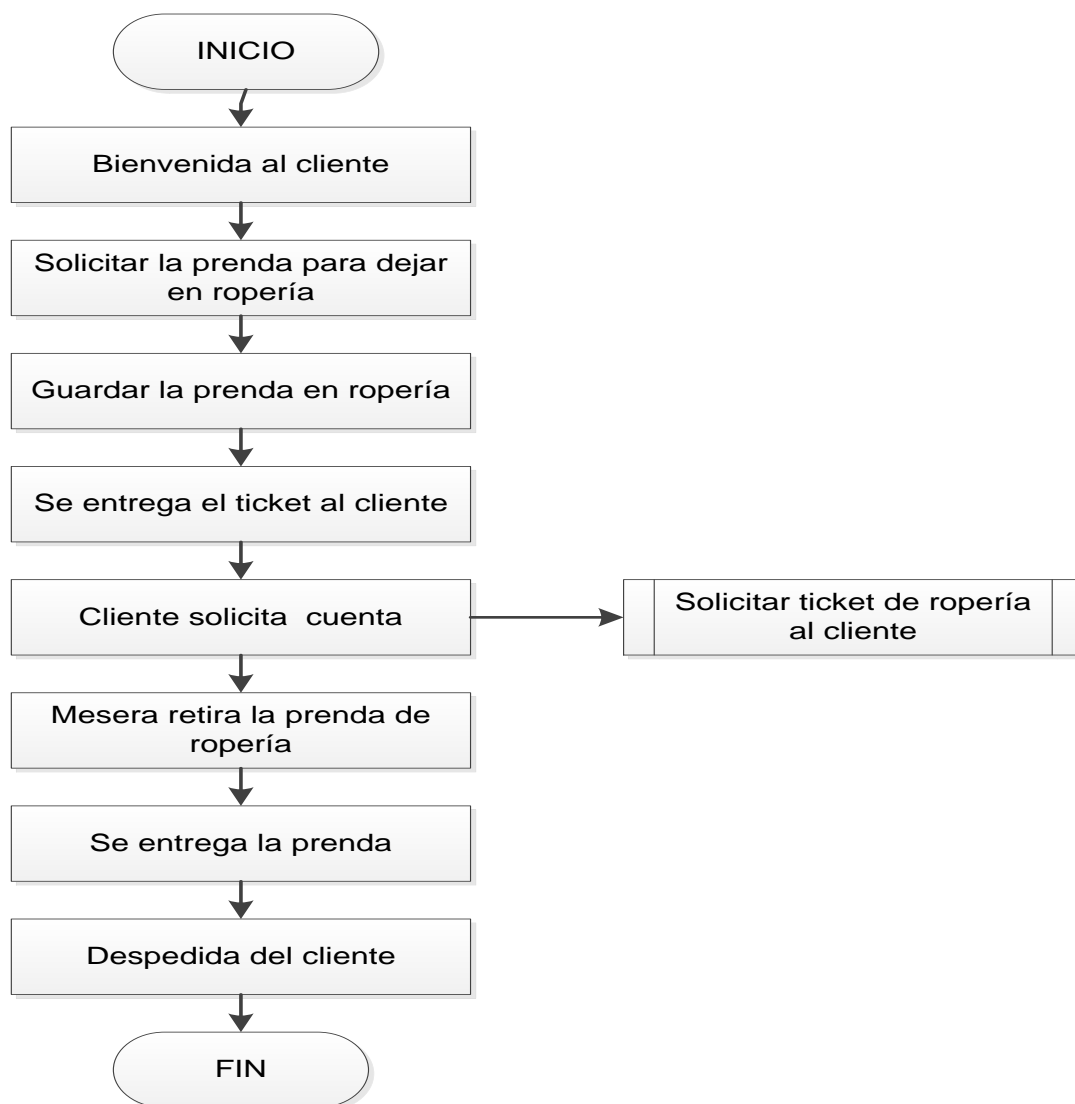 INICIO
Bienvenida al cliente
Solicitar la prenda para dejar
en ropería
Guardar la prenda en ropería
Se entrega el ticket al cliente
Cliente solicita cuenta
Solicitar ticket de ropería
al cliente
Mesera retira la prenda de
ropería
Se entrega la prenda
Despedida del cliente
FIN